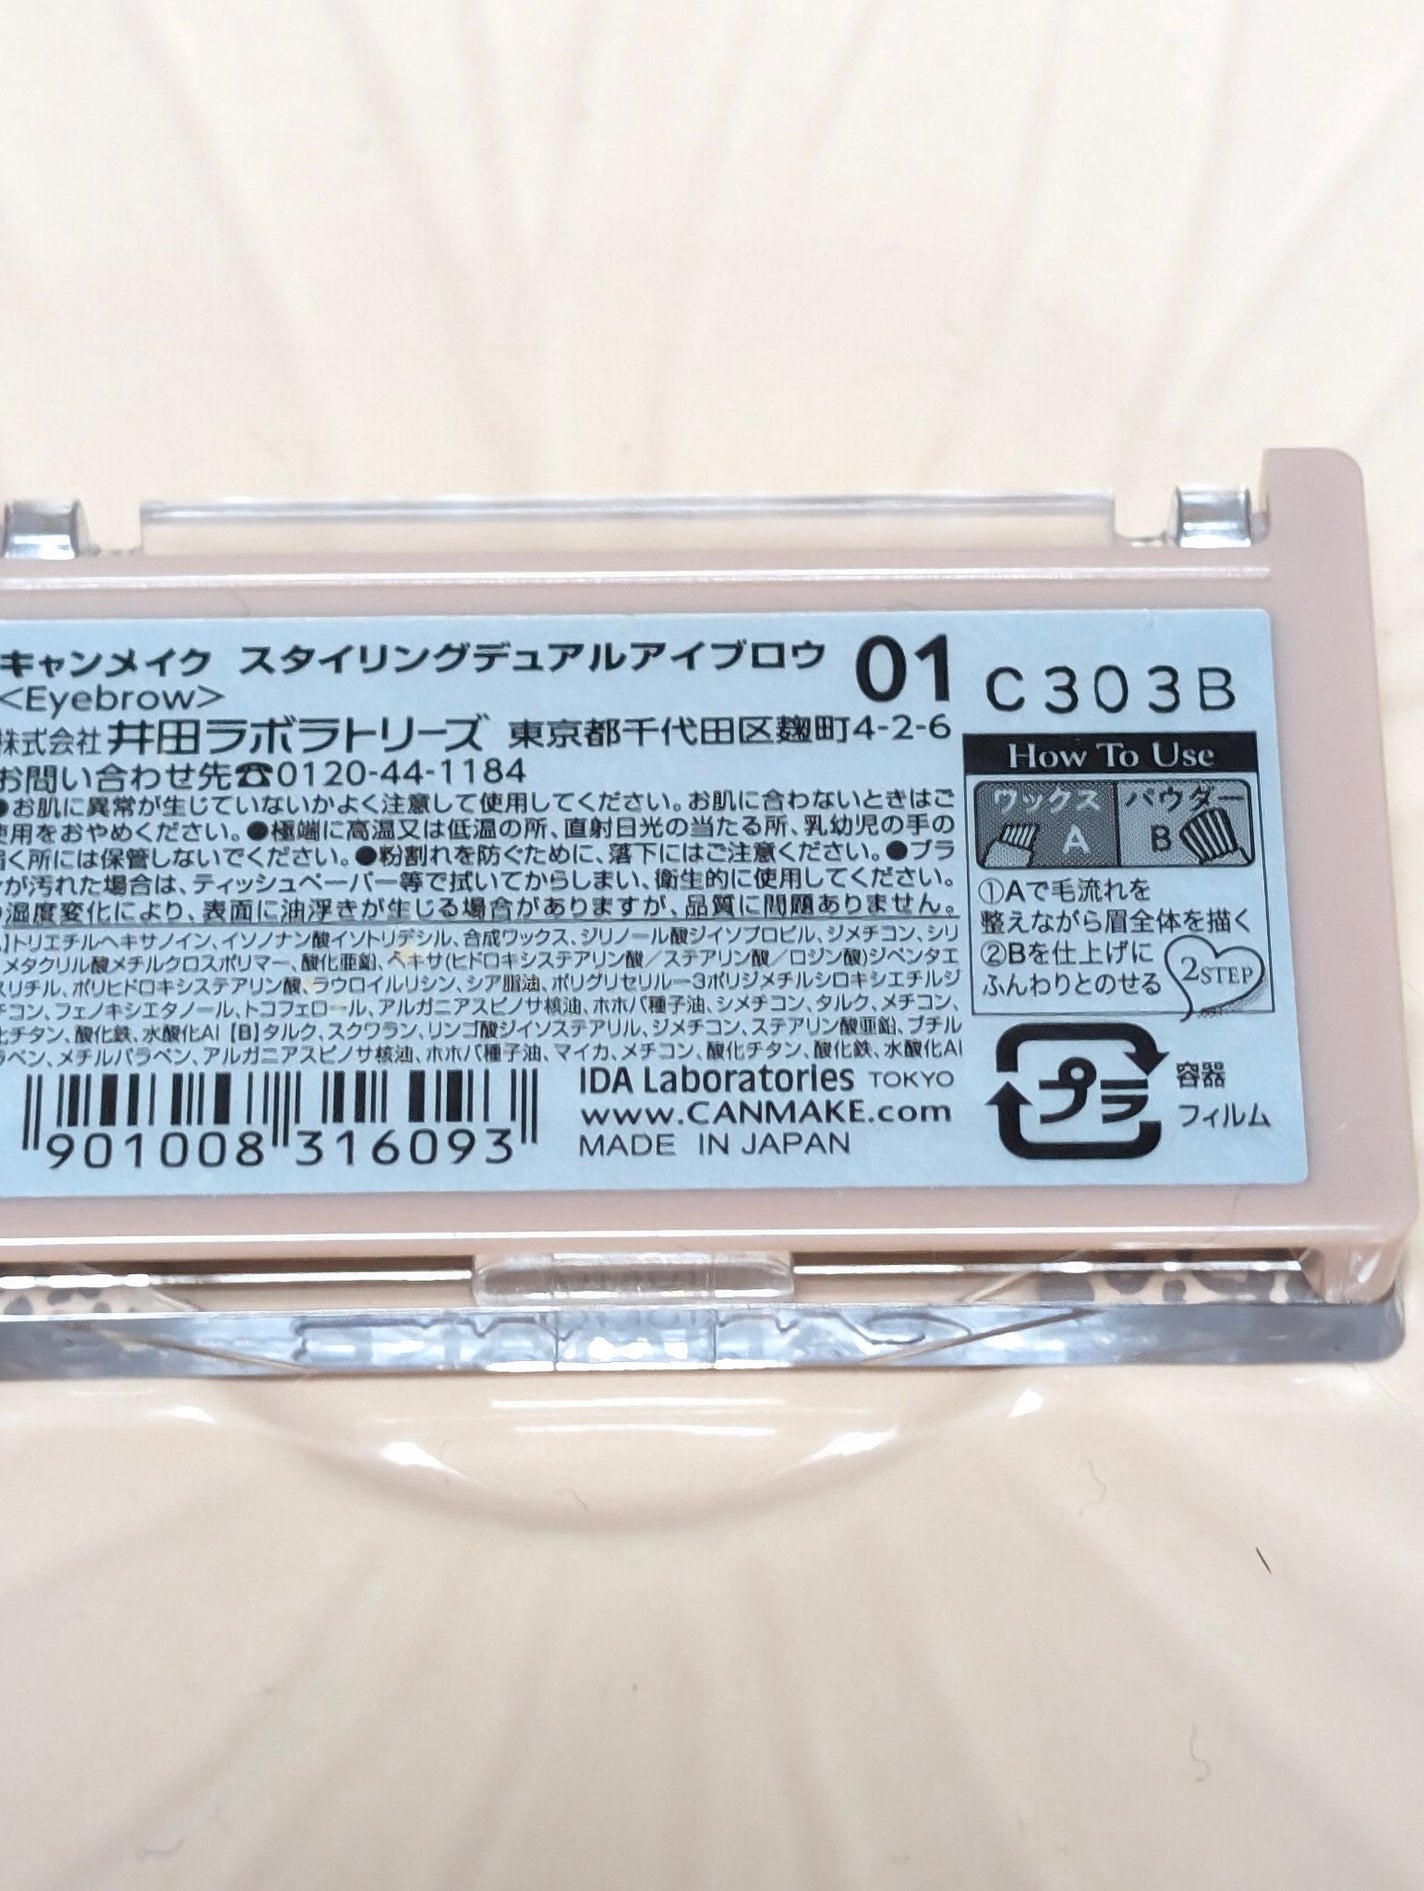 キャンメイク スタイリングデュアルアイブロウ 01
<Eyebrow>
株式会社 井田ラボラトリーズ 東京都千代田区麹町4-2-6
お問い合わせ先☎0120-44-1184
●お肌に異常が生じていないかよく注意して使用してください。お肌に合わないときはご
使用をおやめください。●極端に高温又は低温の所、直射日光の当たる所、乳幼児の手の
届く所には保管しないでください。●粉割れを防ぐために、落下にはご注意ください。●ブラ
が汚れた場合は、ティッシュペーパー等で拭いてからしまい、衛生的に使用してください。
湿度変化により、表面に油浮きが生じる場合がありますが、品質に問題ありません。
】トリエチルヘキサノイン、イソノナン酸イソトリデシル、合成ワックス、ジリノール酸ジイソプロピル、ジメチコン、シリ
メタクリル酸メチルクロスポリマー、酸化亜鉛、ヘキサ(ヒドロキシステアリン酸/ステアリン酸/ロジン酸)ジペンタエ
スリチル、ポリヒドロキシステアリン酸、ラウロイルリシン、シア脂油、ポリグリセリル-3ポリジメチルシロキシエチルジ
チコン、フェノキシエタノール、トコフェロール、アルガニアスピノサ核油、ホホバ種子油、シメチコン、タルク、メチコン、
化チタン、酸化鉄、水酸化Al【B】タルク、スクワラン、リンゴ酸ジイソステアリル、ジメチコン、ステアリン酸亜鉛、ブチル
ラベン、メチルパラベン、アルガニアスピノサ核油、ホホバ種子油、マイカ、メチコン、酸化チタン、酸化鉄、水酸化Al
901008 316093
IDA Laboratories TOKYO
www.CANMAKE.com
MADE IN JAPAN
C303B
How To Use
ワックス パウダー
A B
①Aで毛流れを
整えながら眉全体を描く
②Bを仕上げに
ふんわりとのせる
2STEP
プラ
容器
フィルム